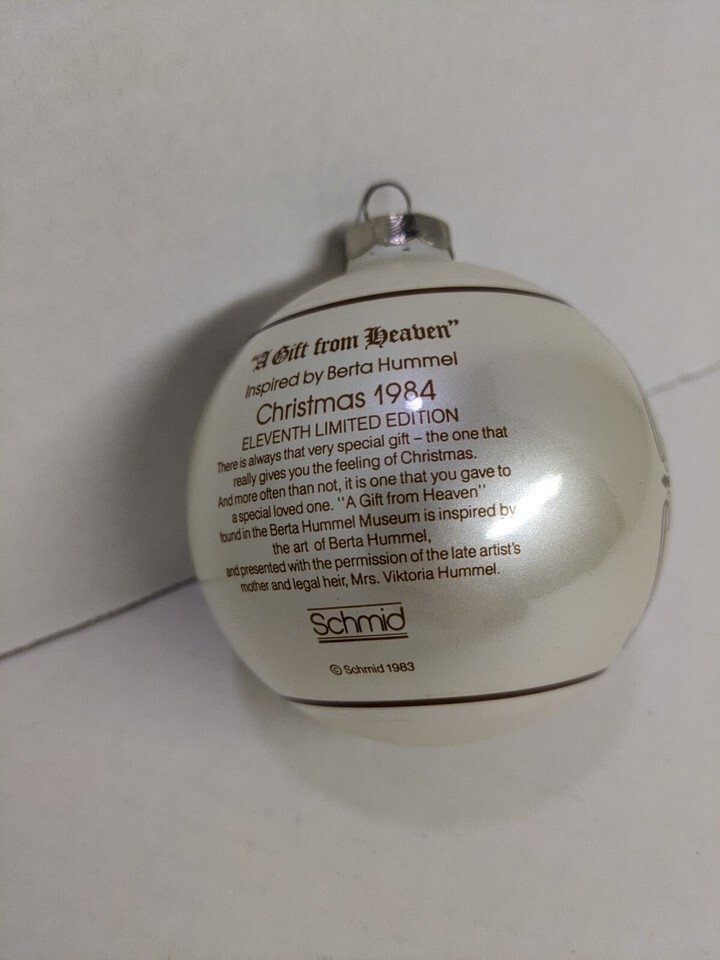 "A Gift from Heaven"
Inspired by Berta Hummel
Christmas 1984
ELEVENTH LIMITED EDITION
There is always that very special gift – the one that
really gives you the feeling of Christmas.
And more often than not, it is one that you gave to
a special loved one. "A Gift from Heaven"
found in the Berta Hummel Museum is inspired by
the art of Berta Hummel,
and presented with the permission of the late artist's
mother and legal heir, Mrs. Viktoria Hummel.
Schmid
© Schmid 1983